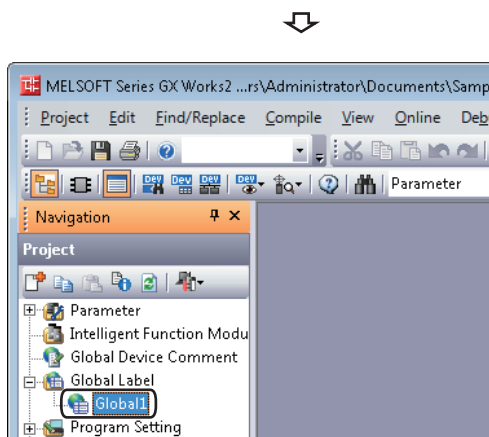 MELSOFT Series GX Works2 ...rs\Administrator\Documents\Samp
Project Edit Find/Replace Compile View Online Deb
Parameter
Navigation
Project
Parameter
Intelligent Function Modu
Global Device Comment
Global Label
Global1
Program Setting